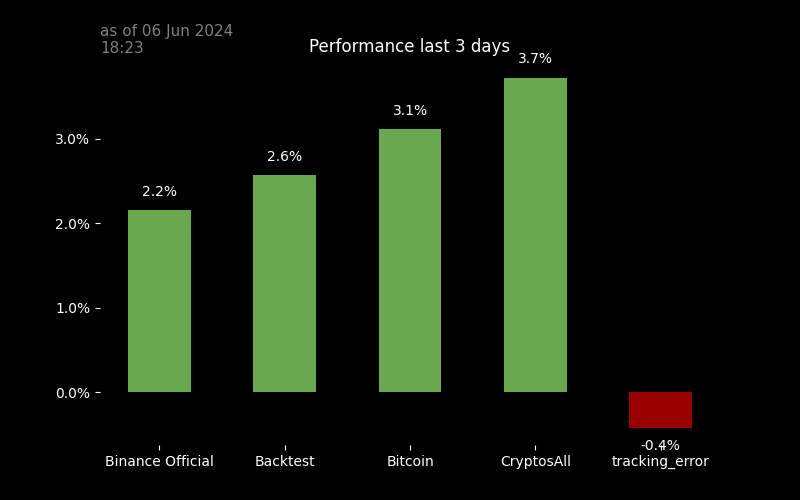 as of 06 Jun 2024
18:23
Performance last 3 days
3.7%
3.1%
2.6%
2.2%
-0.4%
3.0%
2.0%
1.0%
0.0%
Binance Official
Backtest
Bitcoin
CryptosAll
tracking_error